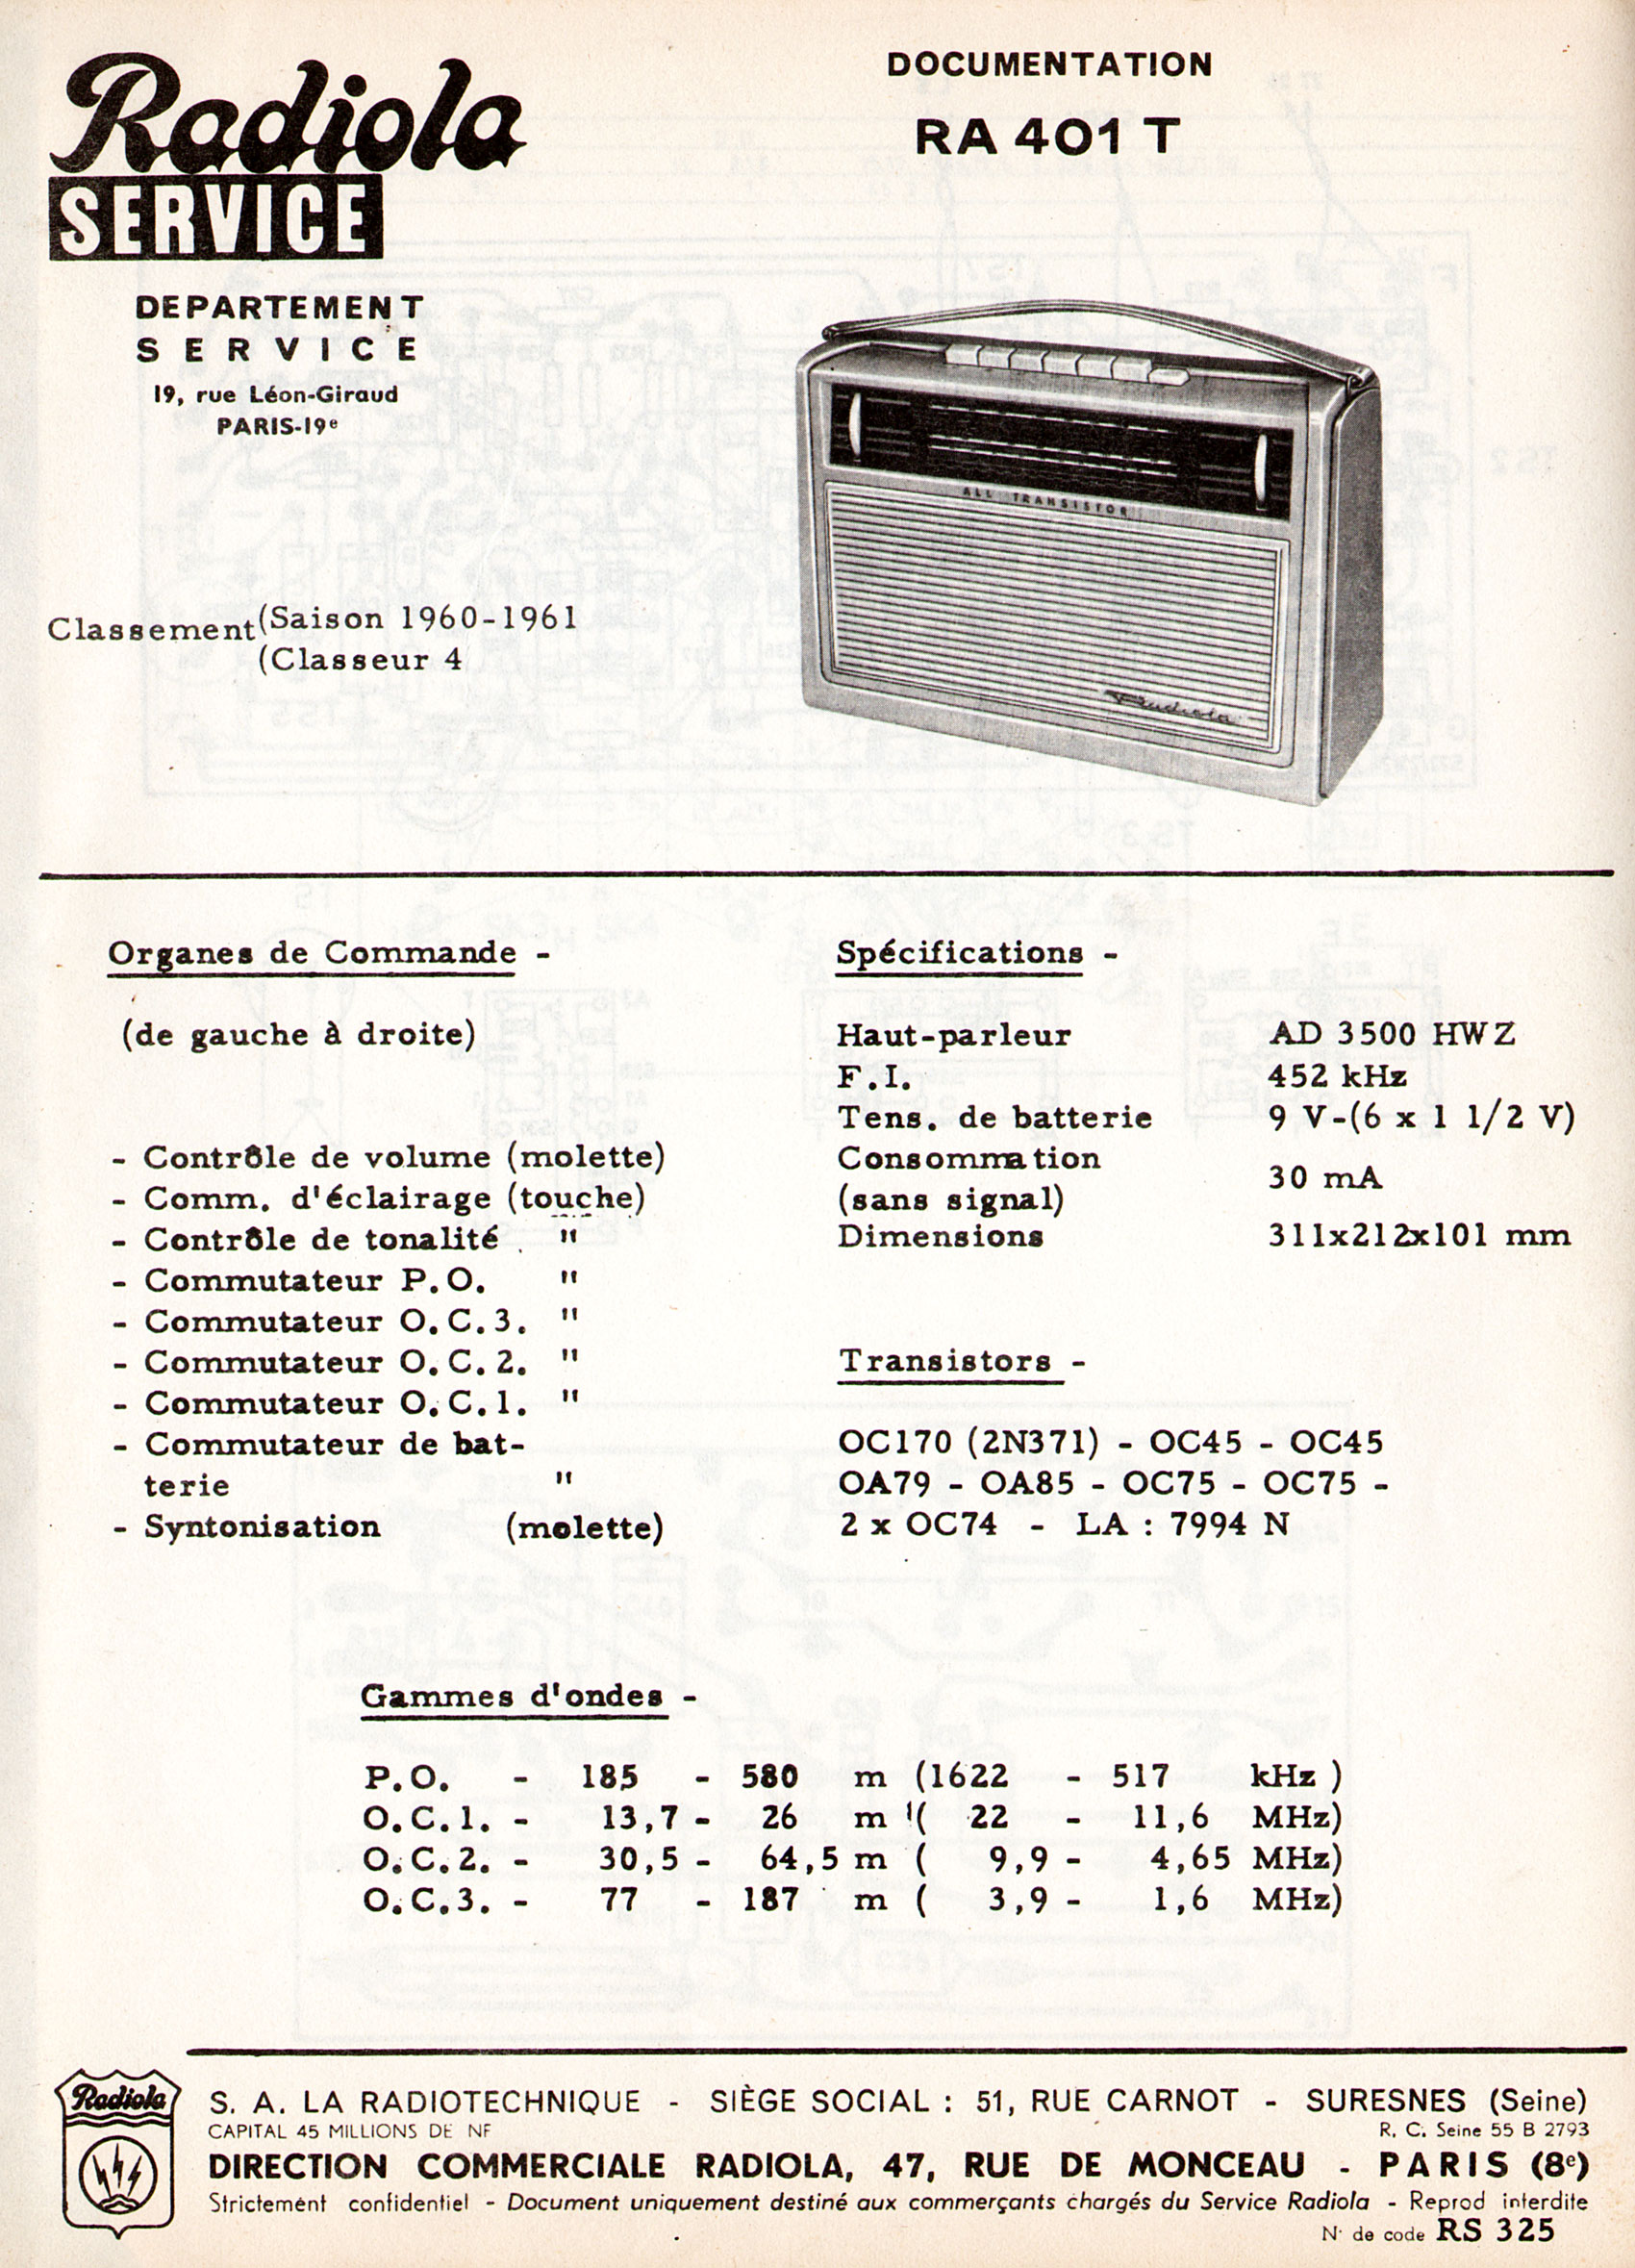 Radiola
SERVICE
DEPARTEMENT
SERVICE
19, rue Léon-Giraud
PARIS-19e
DOCUMENTATION
RA 401 T
ALL TRANSISTOR
Radiola
Classement (Saison 1960-1961
(Classeur 4
Organes de Commande -
(de gauche à droite)
- Contrôle de volume (molette)
- Comm. d'éclairage (touche)
- Contrôle de tonalité "
- Commutateur P.O. "
- Commutateur O.C.3. "
- Commutateur O.C.2. "
- Commutateur O.C.1. "
- Commutateur de bat-
terie "
- Syntonisation (molette)
Spécifications -
Haut-parleur AD 3500 HWZ
F.I. 452 kHz
Tens. de batterie 9 V-(6 x 1 1/2 V)
Consommation
(sans signal) 30 mA
Dimensions 311x212x101 mm
Transistors -
OC170 (2N371) - OC45 - OC45
OA79 - OA85 - OC75 - OC75 -
2 x OC74 - LA : 7994 N
Gammes d'ondes -
P.O. - 185 - 580 m (1622 - 517 kHz )
O.C.1. - 13,7 - 26 m ( 22 - 11,6 MHz)
O.C.2. - 30,5 - 64,5 m ( 9,9 - 4,65 MHz)
O.C.3. - 77 - 187 m ( 3,9 - 1,6 MHz)
Radiola
S. A. LA RADIOTECHNIQUE - SIÈGE SOCIAL : 51, RUE CARNOT - SURESNES (Seine)
CAPITAL 45 MILLIONS DE NF R. C. Seine 55 B 2793
DIRECTION COMMERCIALE RADIOLA, 47, RUE DE MONCEAU - PARIS (8e)
Strictement confidentiel - Document uniquement destiné aux commerçants chargés du Service Radiola - Reprod interdite
N° de code RS 325